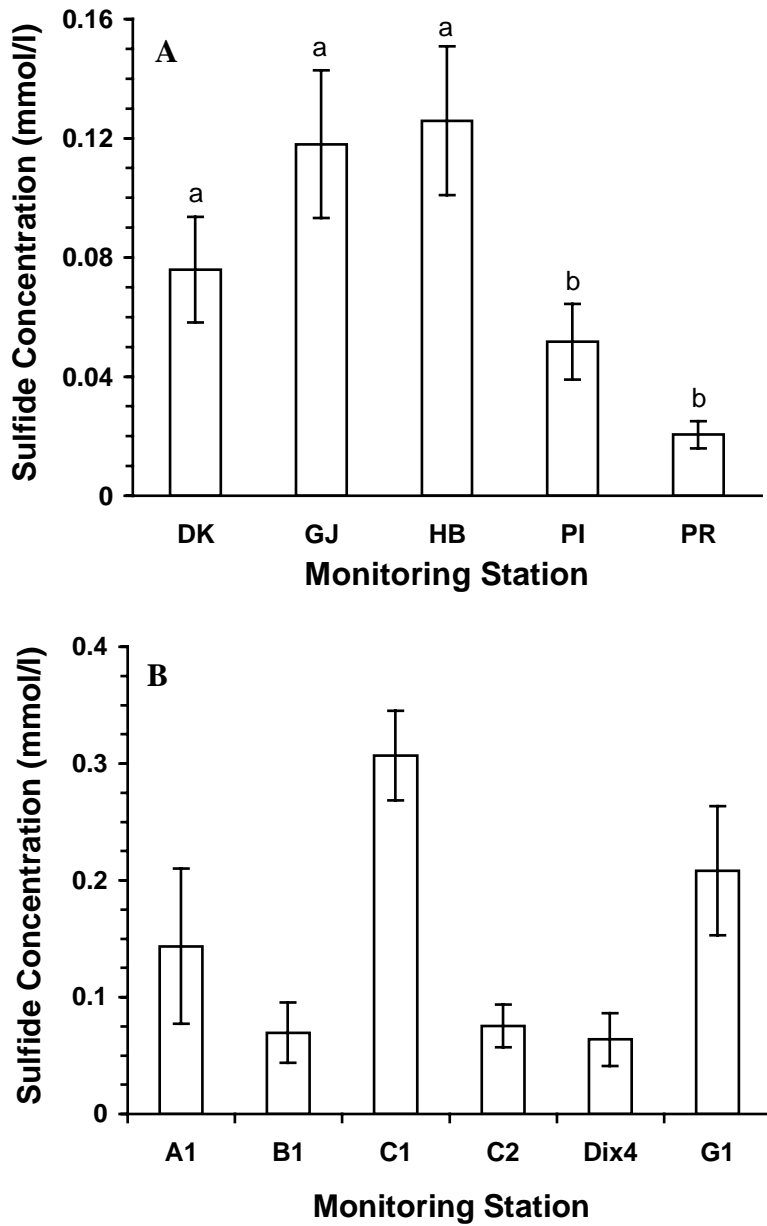 A
Sulfide Concentration (mmol/l)
0.16
0.12
0.08
0.04
0
a
a
a
b
b
DK GJ HB PI PR
Monitoring Station
B
Sulfide Concentration (mmol/l)
0.4
0.3
0.2
0.1
0
A1 B1 C1 C2 Dix4 G1
Monitoring Station